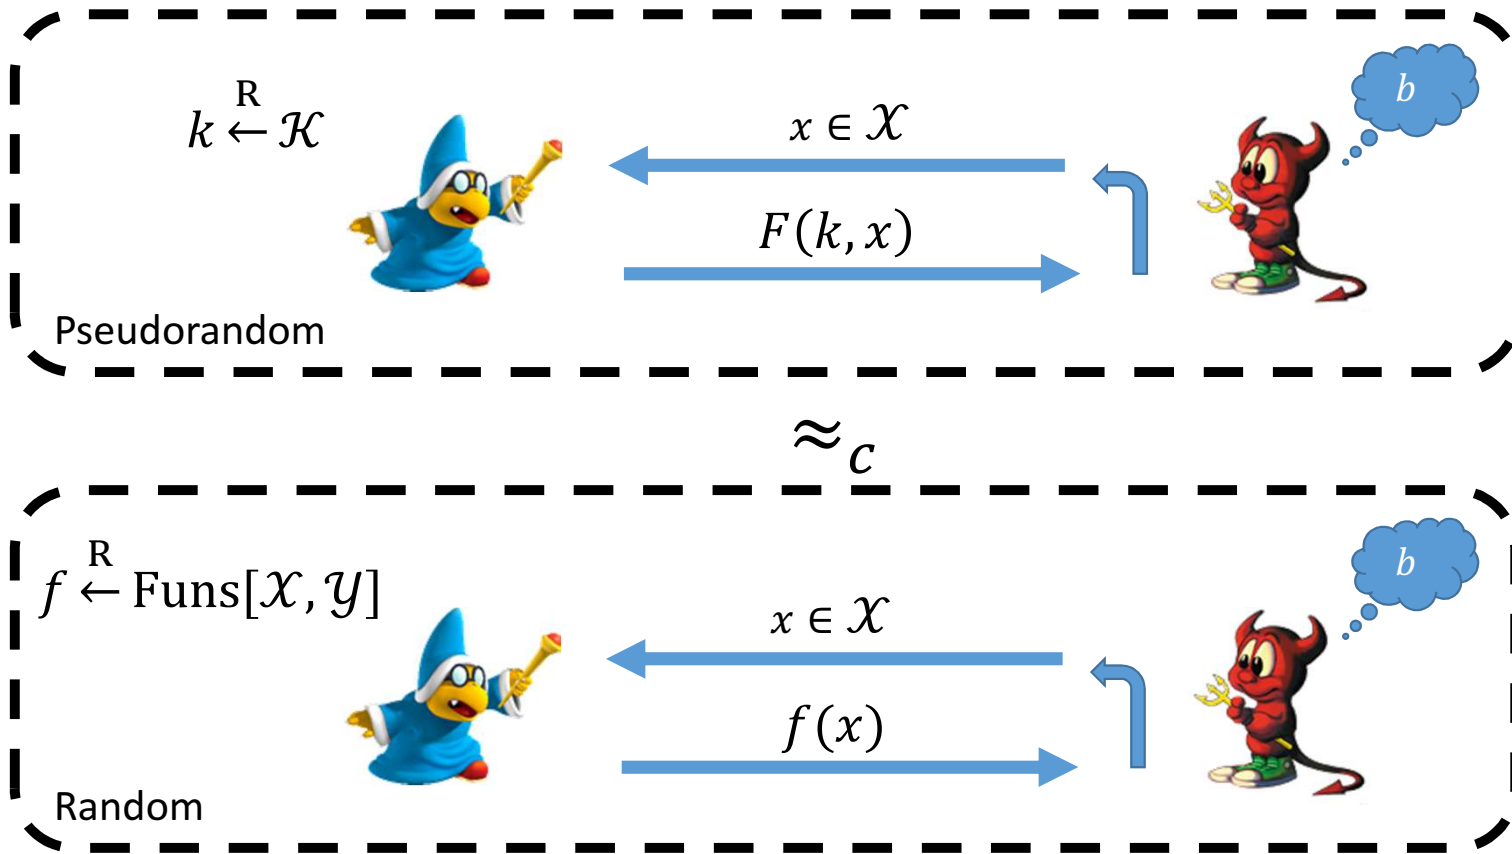 b
R
k ← 𝒦
x ∈ 𝒳
F(k, x)
Pseudorandom
≈c
b
R
f ← Funs[𝒳, 𝒴]
x ∈ 𝒳
f(x)
Random